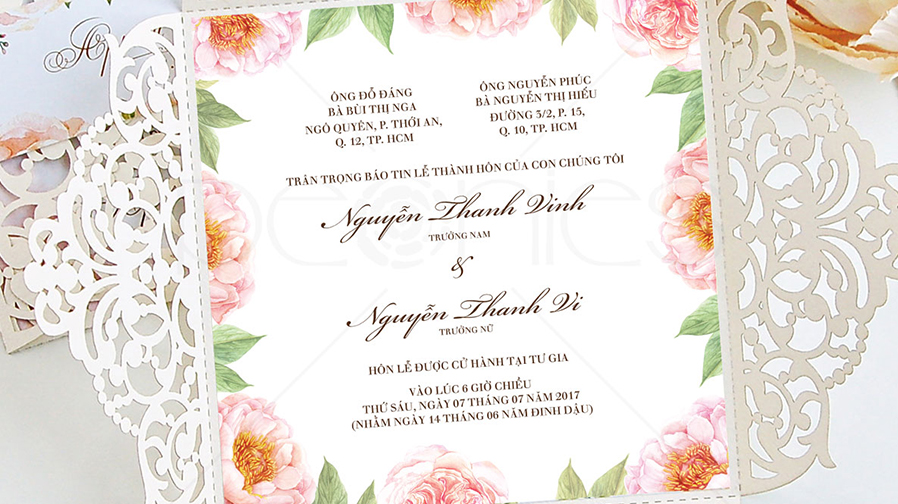 ÔNG ĐỖ ĐÁNG
BÀ BÙI THỊ NGA
NGÔ QUYỀN, P. THỚI AN,
Q. 12, TP. HCM
ÔNG NGUYỄN PHÚC
BÀ NGUYỄN THỊ HIẾU
ĐƯỜNG 3/2, P. 15,
Q. 10, TP. HCM
TRÂN TRỌNG BÁO TIN LỄ THÀNH HÔN CỦA CON CHÚNG TÔI
Nguyễn Thanh Vinh
TRƯỞNG NAM
&
Nguyễn Thanh Vi
TRƯỞNG NỮ
HÔN LỄ ĐƯỢC CỬ HÀNH TẠI TƯ GIA
VÀO LÚC 6 GIỜ CHIỀU
THỨ SÁU, NGÀY 07 THÁNG 07 NĂM 2017
(NHẰM NGÀY 14 THÁNG 06 NĂM ĐINH DẬU)